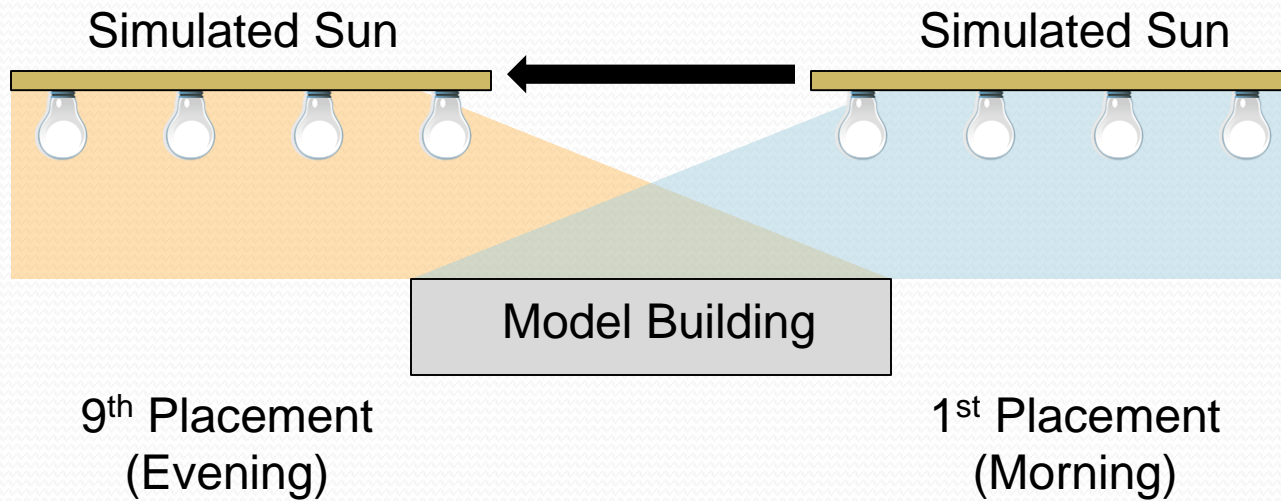 Simulated Sun
Simulated Sun
Model Building
9th Placement
(Evening)
1st Placement
(Morning)